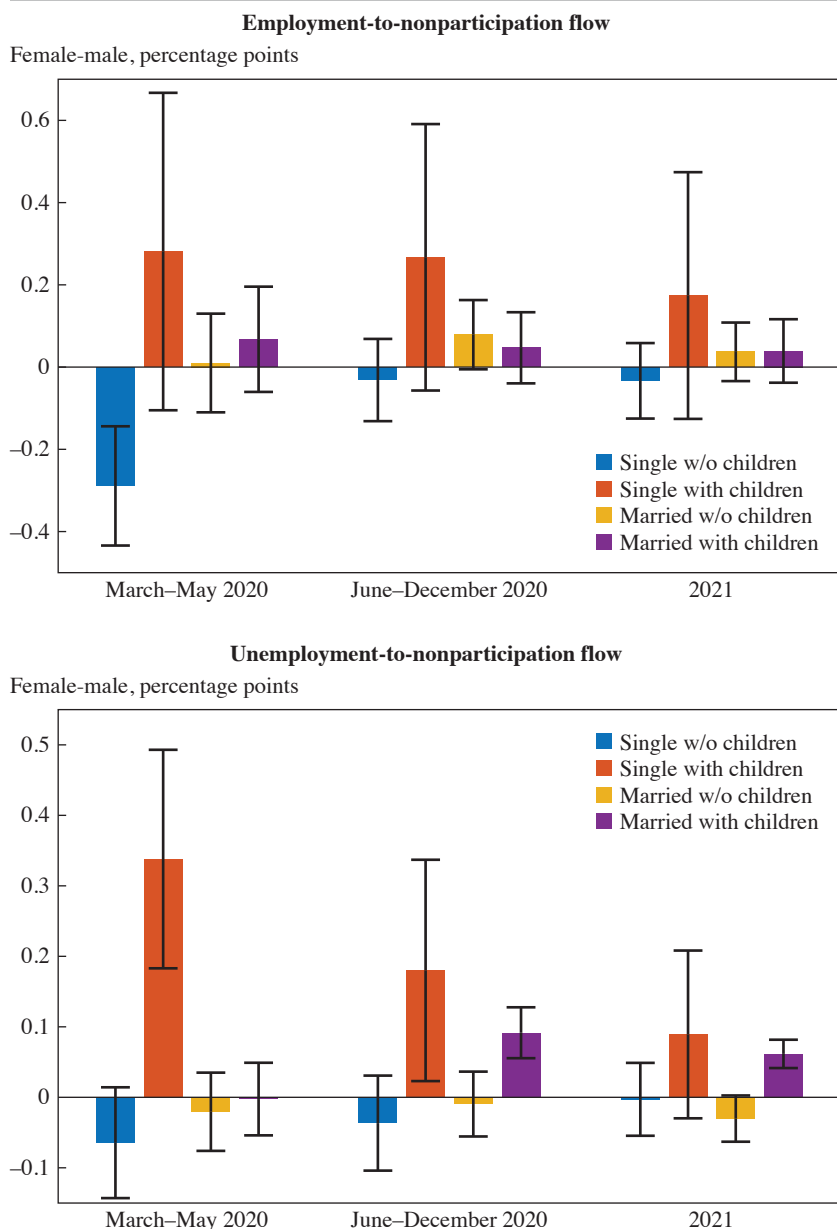 Employment-to-nonparticipation flow
Female-male, percentage points
0.6
0.4
0.2
0
–0.2
–0.4
Single w/o children
Single with children
Married w/o children
Married with children
March–May 2020 June–December 2020 2021
Unemployment-to-nonparticipation flow
Female-male, percentage points
0.5
0.4
0.3
0.2
0.1
0
–0.1
Single w/o children
Single with children
Married w/o children
Married with children
March–May 2020 June–December 2020 2021